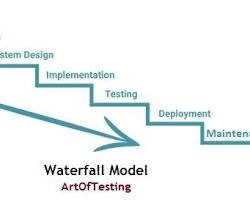 stem Design
Implementation
Testing
Deployment
Maintena
Waterfall Model
ArtOfTesting